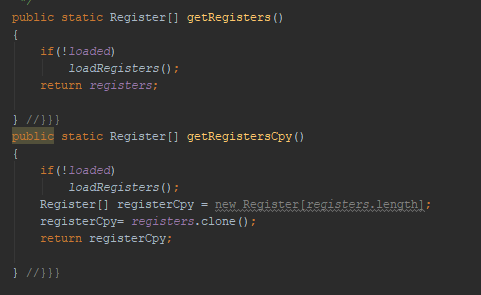 */
public static Register[] getRegisters()
{
if(!loaded)
loadRegisters();
return registers;
} //}}}
public static Register[] getRegistersCpy()
{
if(!loaded)
loadRegisters();
Register[] registerCpy = new Register[registers.length];
registerCpy= registers.clone();
return registerCpy;
} //}}}